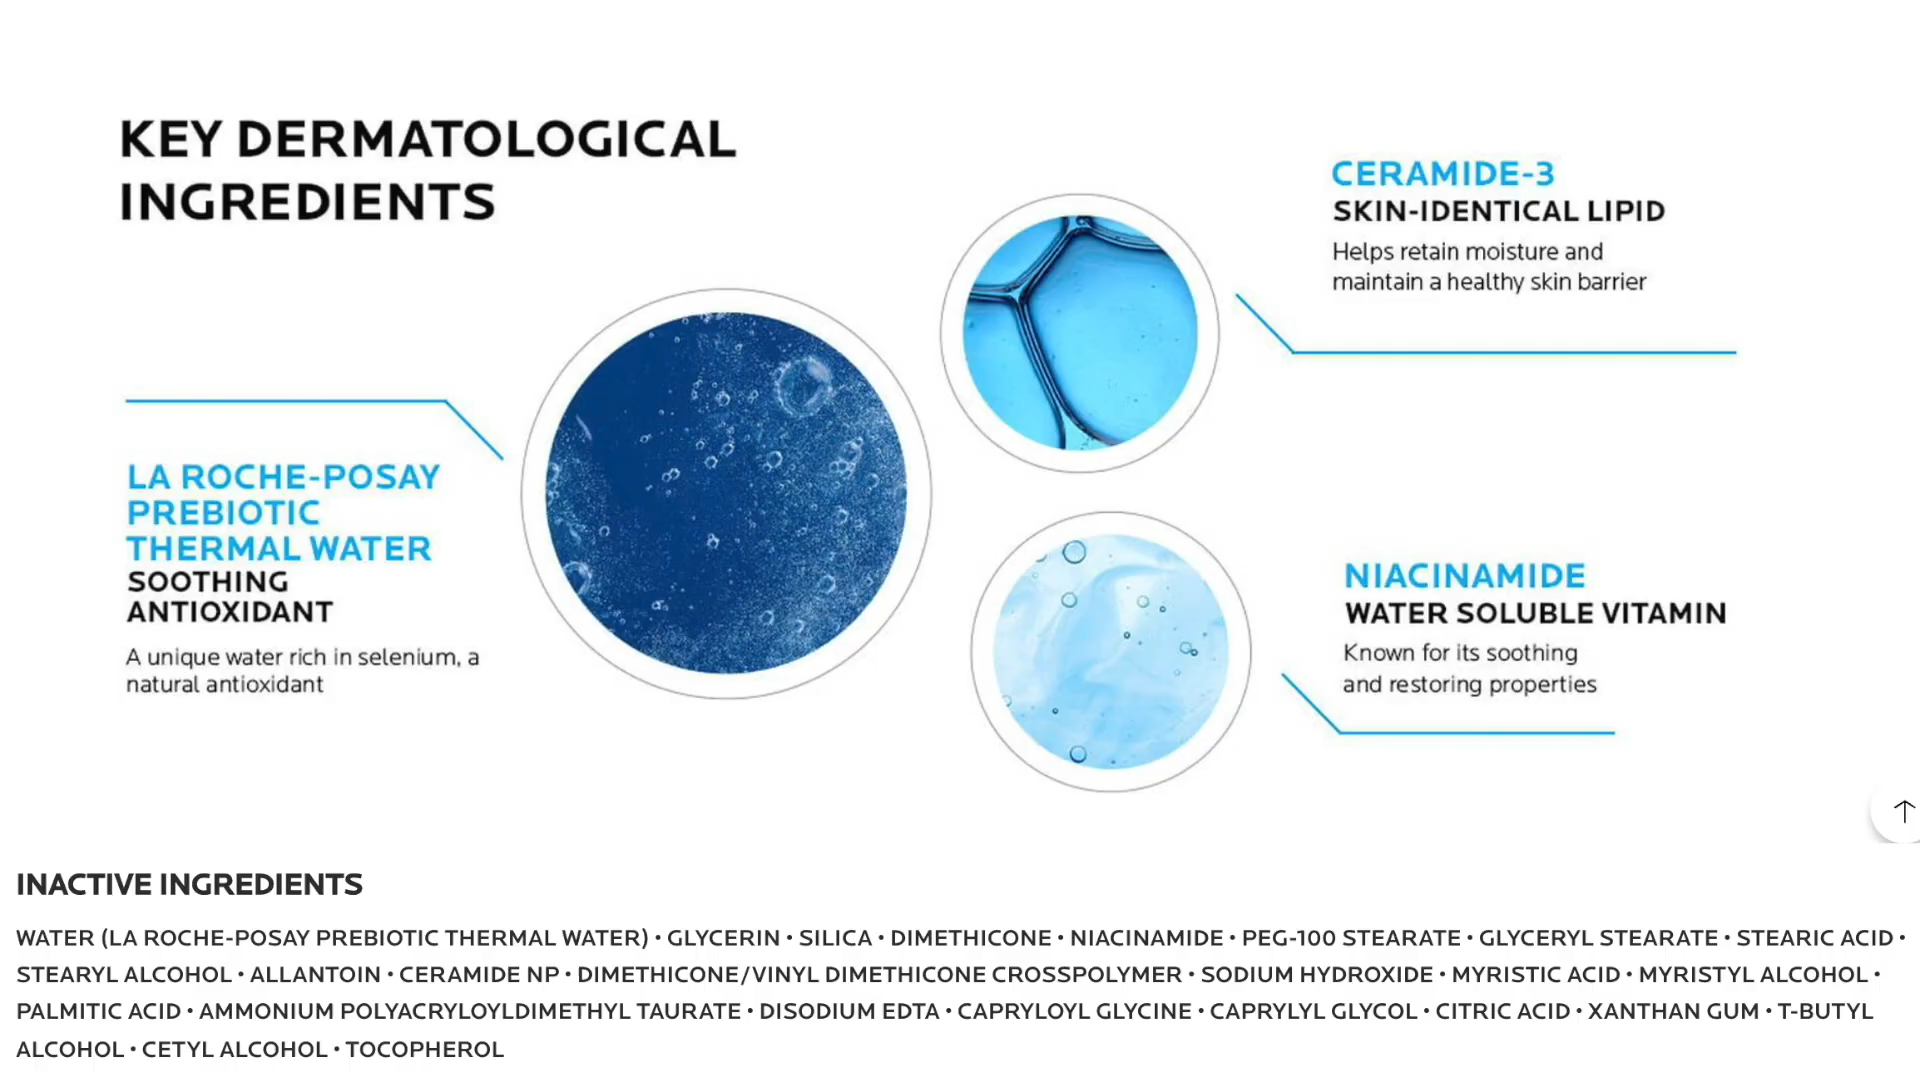 KEY DERMATOLOGICAL
INGREDIENTS
LA ROCHE-POSAY
PREBIOTIC
THERMAL WATER
SOOTHING
ANTIOXIDANT
A unique water rich in selenium, a
natural antioxidant
CERAMIDE-3
SKIN-IDENTICAL LIPID
Helps retain moisture and
maintain a healthy skin barrier
NIACINAMIDE
WATER SOLUBLE VITAMIN
Known for its soothing
and restoring properties
INACTIVE INGREDIENTS
WATER (LA ROCHE-POSAY PREBIOTIC THERMAL WATER) • GLYCERIN • SILICA • DIMETHICONE • NIACINAMIDE • PEG-100 STEARATE • GLYCERYL STEARATE • STEARIC ACID •
STEARYL ALCOHOL • ALLANTOIN • CERAMIDE NP • DIMETHICONE/VINYL DIMETHICONE CROSSPOLYMER • SODIUM HYDROXIDE • MYRISTIC ACID • MYRISTYL ALCOHOL •
PALMITIC ACID • AMMONIUM POLYACRYLOYLDIMETHYL TAURATE • DISODIUM EDTA • CAPRYLOYL GLYCINE • CAPRYLYL GLYCOL • CITRIC ACID • XANTHAN GUM • T-BUTYL
ALCOHOL • CETYL ALCOHOL • TOCOPHEROL